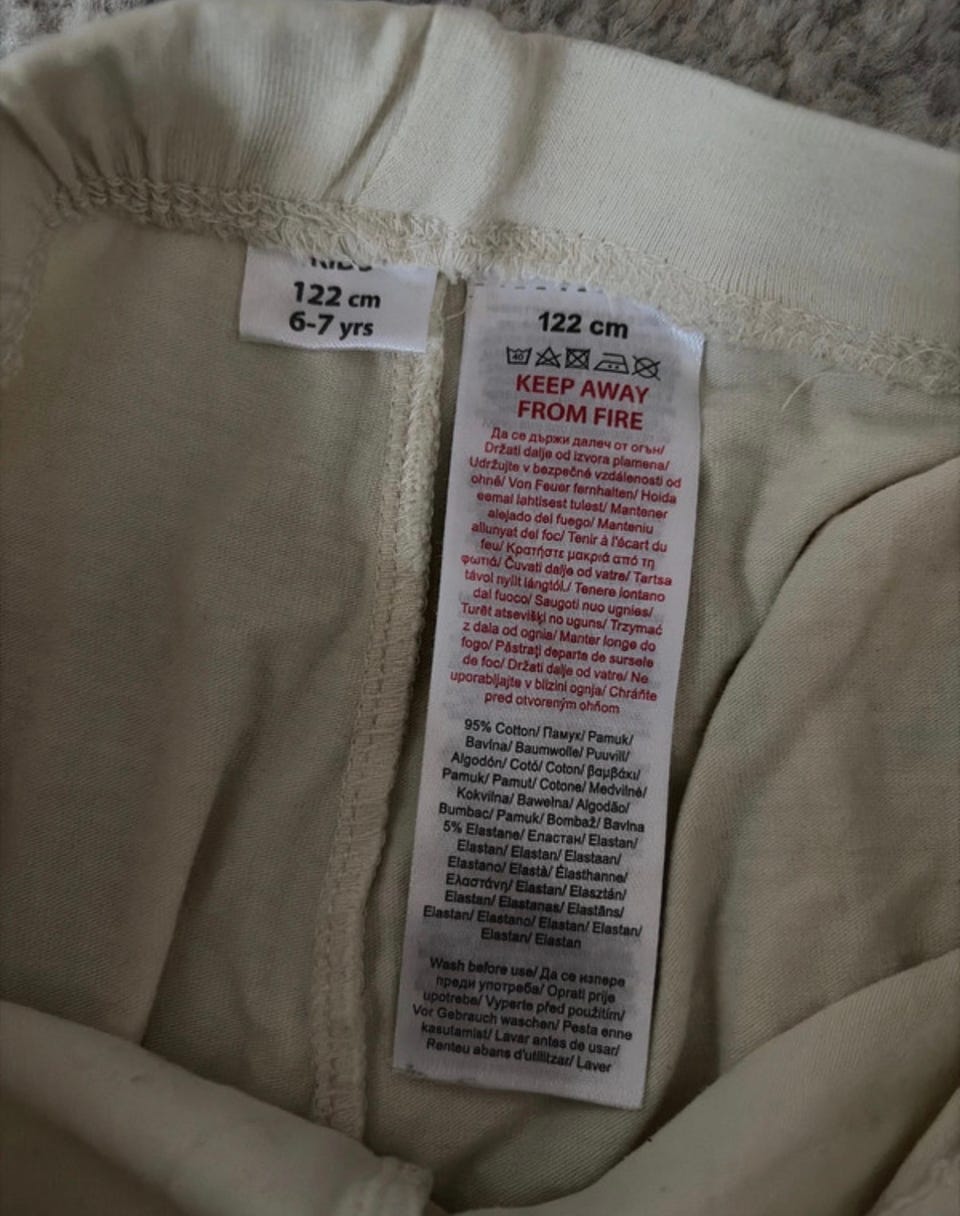 KIDS
122 cm
6-7 yrs
122 cm
40
KEEP AWAY
FROM FIRE
Да се държи далеч от огън/
Držati dalje od izvora plamena/
Udržujte v bezpečné vzdálenosti od
ohně/ Von Feuer fernhalten/ Hoida
eemal lahtisest tulest/ Mantener
alejado del fuego/ Manteniu
allunyat del foc/ Tenir à l'écart du
feu/ Κρατήστε μακριά από τη
φωτιά/ Čuvati dalje od vatre/ Tartsa
távol nyílt lángtól./ Tenere lontano
dal fuoco/ Saugoti nuo ugnies/
Turēt atsevišķi no uguns/ Trzymać
z dala od ognia/ Manter longe do
fogo/ Păstraţi departe de sursele
de foc/ Držati dalje od vatre/ Ne
uporabljajte v bližini ognja/ Chráňte
pred otvoreným ohňom
95% Cotton/ Памук/ Pamuk/
Bavlna/ Baumwolle/ Puuvill/
Algodón/ Cotó/ Coton/ βαμβάκι/
Pamuk/ Pamut/ Cotone/ Medvilnė/
Kokvilna/ Bawełna/ Algodão/
Bumbac/ Pamuk/ Bombaž/ Bavlna
5% Elastane/ Еластан/ Elastan/
Elastan/ Elastan/ Elastaan/
Elastano/ Elastà/ Élasthanne/
Ελαστάνη/ Elastan/ Elasztán/
Elastan/ Elastanas/ Elastāns/
Elastan/ Elastano/ Elastan/ Elastan/
Elastan/ Elastan
Wash before use/ Да се изпере
преди употреба/ Oprati prije
upotrebe/ Vyperte před použitím/
Vor Gebrauch waschen/ Pesta enne
kasutamist/ Lavar antes de usar/
Renteu abans d'utilitzar/ Laver